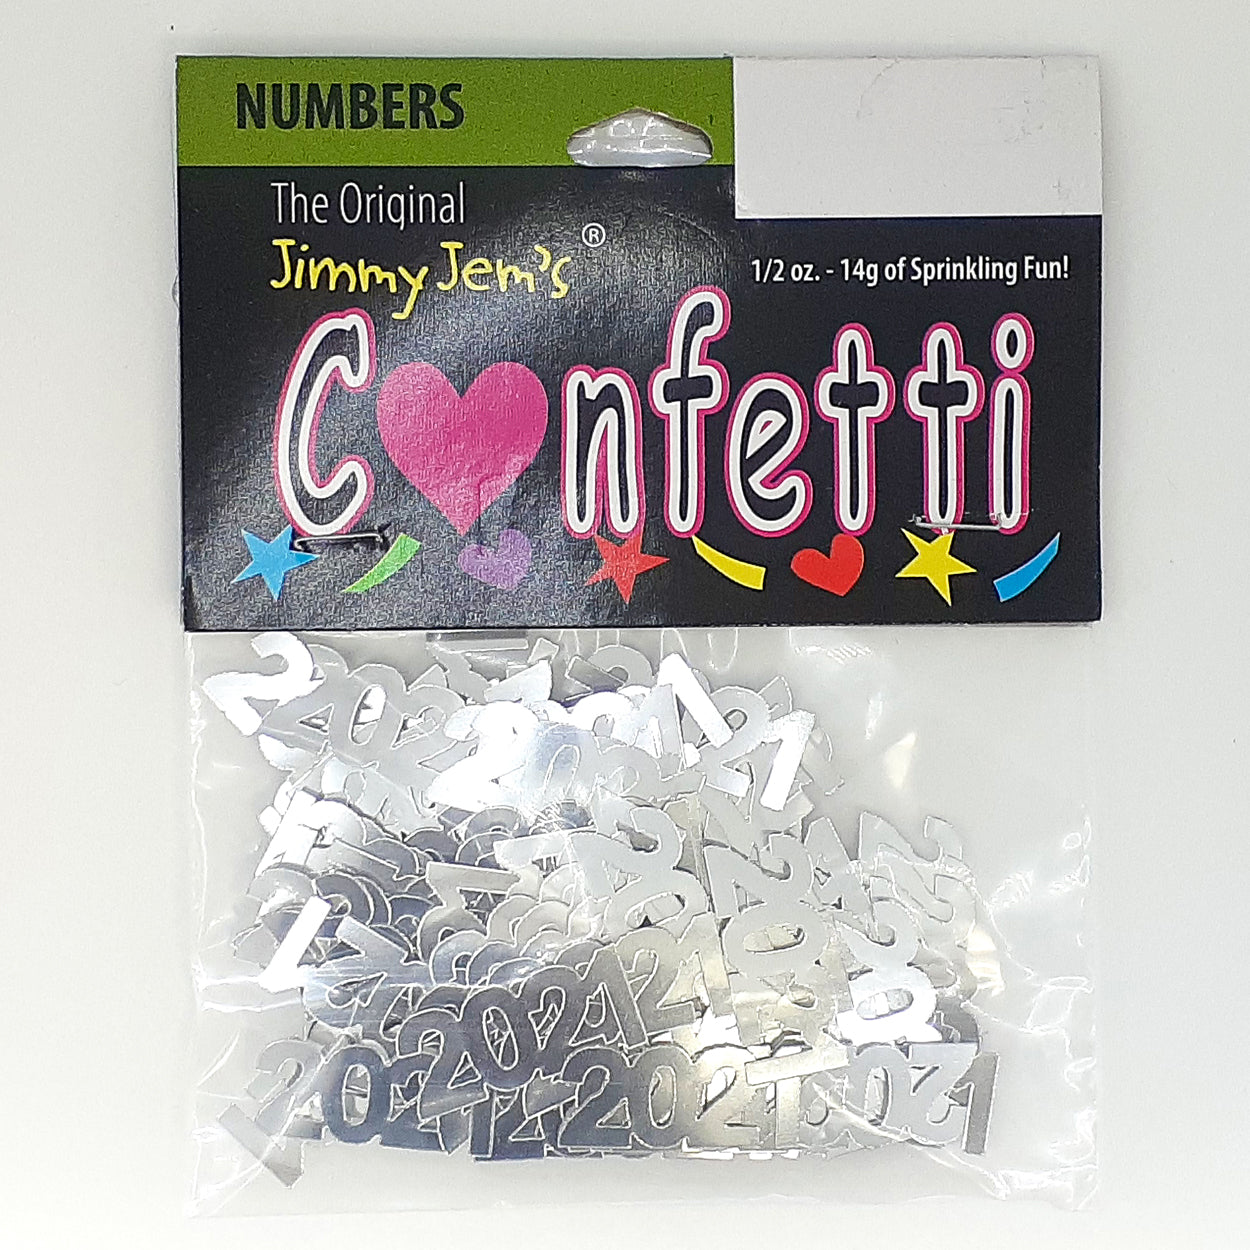 NUMBERS
The Original
Jimmy Jem's®
1/2 oz. - 14g of Sprinkling Fun!
Confetti
2021
2021
2021